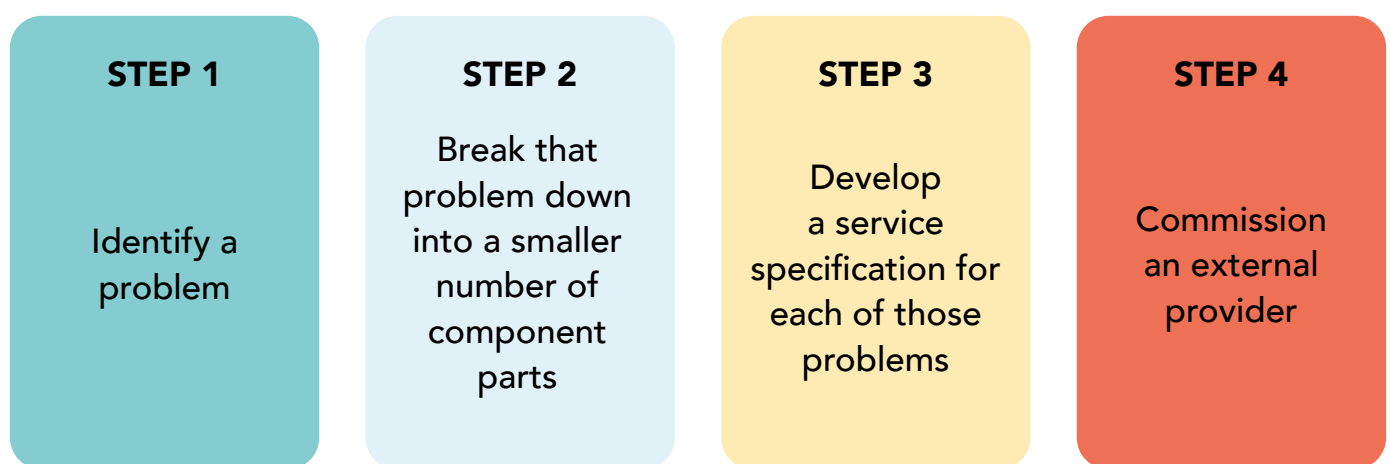 STEP 1
Identify a
problem
STEP 2
Break that
problem down
into a smaller
number of
component
parts
STEP 3
Develop
a service
specification for
each of those
problems
STEP 4
Commission
an external
provider